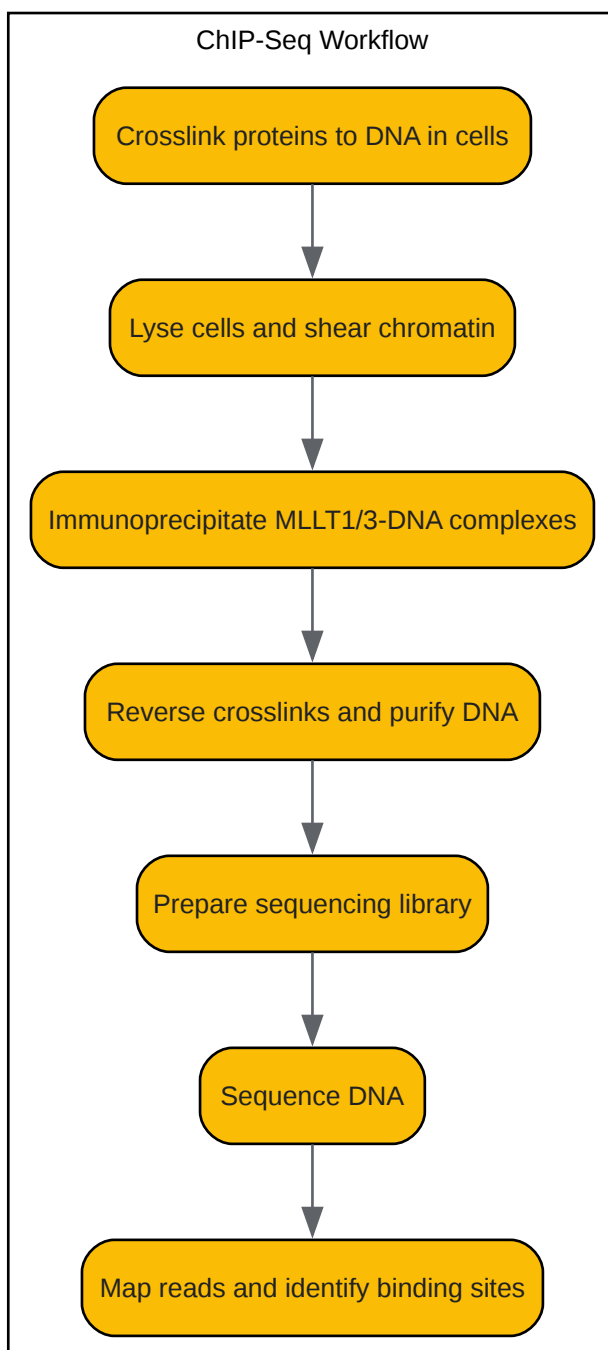 ChIP-Seq Workflow
Crosslink proteins to DNA in cells
Lyse cells and shear chromatin
Immunoprecipitate MLLT1/3-DNA complexes
Reverse crosslinks and purify DNA
Prepare sequencing library
Sequence DNA
Map reads and identify binding sites